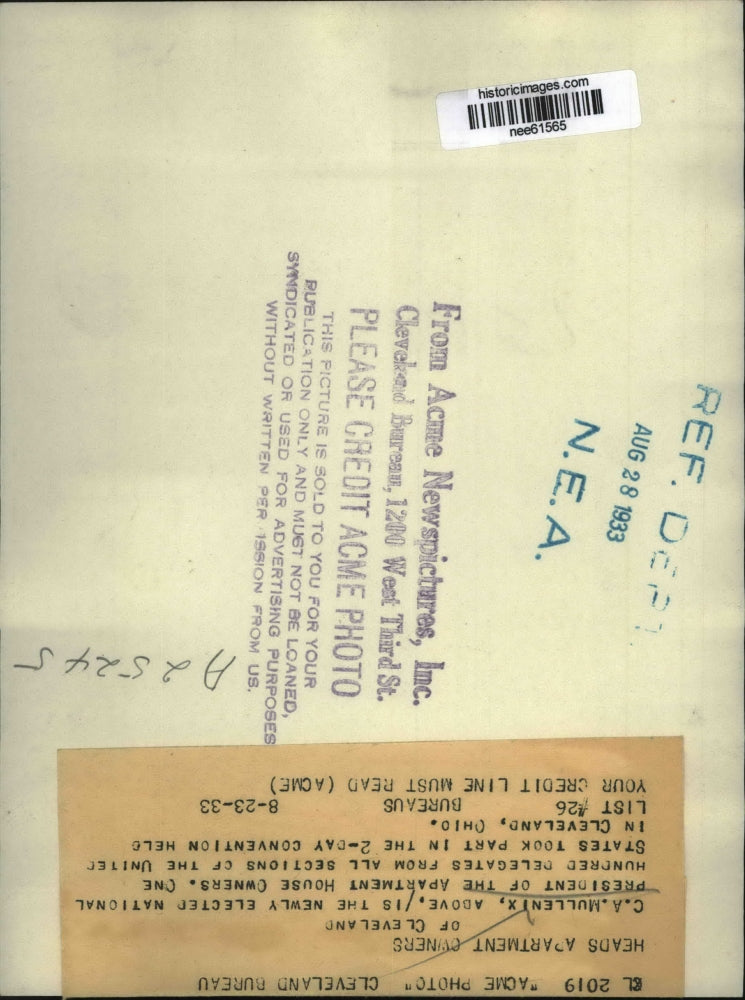 historicimages.com
nee61565
REF. DEPT
AUG 28 1933
N.E.A.
From Acme Newspictures, Inc.
Cleveland Bureau, 1200 West Third St.
PLEASE CREDIT ACME PHOTO
THIS PICTURE IS SOLD TO YOU FOR YOUR
PUBLICATION ONLY AND MUST NOT BE LOANED,
SYNDICATED OR USED FOR ADVERTISING PURPOSES
WITHOUT WRITTEN PER ISSION FROM US.
A25245
CL 2019 "ACME PHOTO" CLEVELAND BUREAU
HEADS APARTMENT OWNERS
OF CLEVELAND
C.A.MULLENIX, ABOVE, IS THE NEWLY ELECTED NATIONAL
PRESIDENT OF THE APARTMENT HOUSE OWNERS. ONE
HUNDRED DELEGATES FROM ALL SECTIONS OF THE UNITED
STATES TOOK PART IN THE 2-DAY CONVENTION HELD
IN CLEVELAND, OHIO.
LIST #26 BUREAUS 8-23-33
YOUR CREDIT LINE MUST READ (ACME)